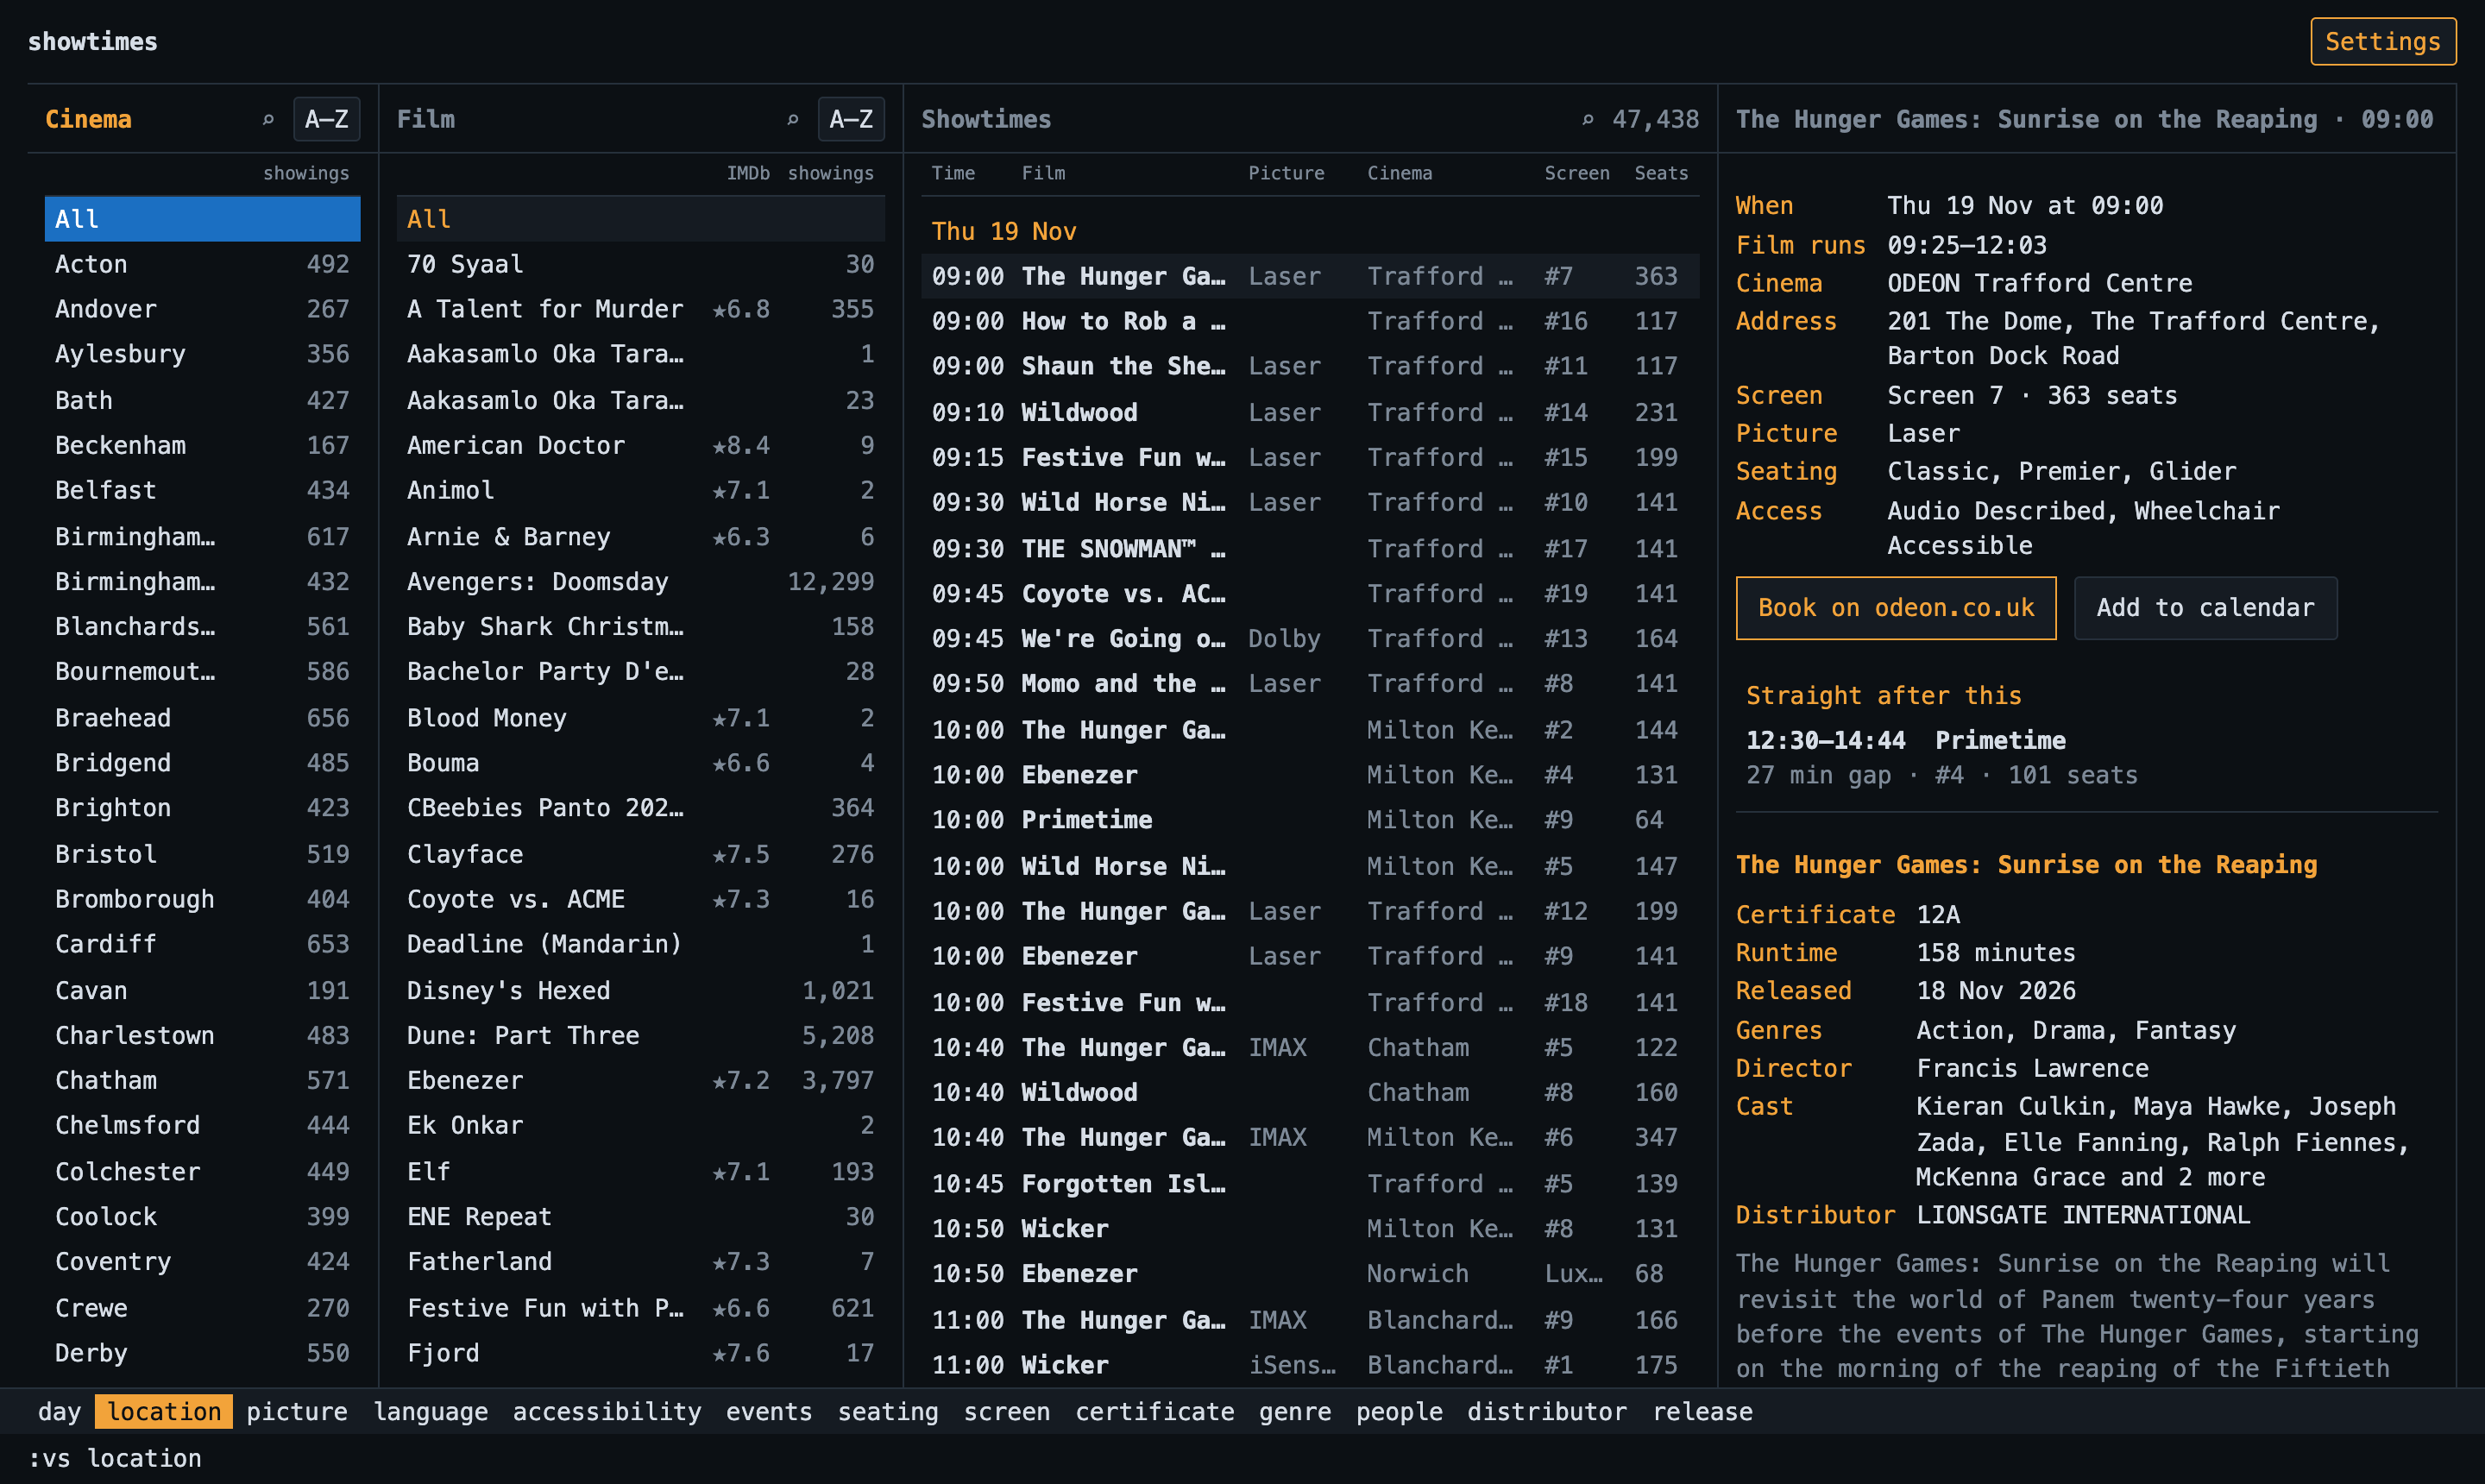 showtimes
Settings
Cinema ⌕ A–Z
showings
All
Acton 492
Andover 267
Aylesbury 356
Bath 427
Beckenham 167
Belfast 434
Birmingham… 617
Birmingham… 432
Blanchards… 561
Bournemout… 586
Braehead 656
Bridgend 485
Brighton 423
Bristol 519
Bromborough 404
Cardiff 653
Cavan 191
Charlestown 483
Chatham 571
Chelmsford 444
Colchester 449
Coolock 399
Coventry 424
Crewe 270
Derby 550
Film ⌕ A–Z
IMDb showings
All
70 Syaal 30
A Talent for Murder ★6.8 355
Aakasamlo Oka Tara… 1
Aakasamlo Oka Tara… 23
American Doctor ★8.4 9
Animol ★7.1 2
Arnie & Barney ★6.3 6
Avengers: Doomsday 12,299
Baby Shark Christm… 158
Bachelor Party D'e… 28
Blood Money ★7.1 2
Bouma ★6.6 4
CBeebies Panto 202… 364
Clayface ★7.5 276
Coyote vs. ACME ★7.3 16
Deadline (Mandarin) 1
Disney's Hexed 1,021
Dune: Part Three 5,208
Ebenezer ★7.2 3,797
Ek Onkar 2
Elf ★7.1 193
ENE Repeat 30
Fatherland ★7.3 7
Festive Fun with P… ★6.6 621
Fjord ★7.6 17
Showtimes ⌕ 47,438
Time Film Picture Cinema Screen Seats
Thu 19 Nov
09:00 The Hunger Ga… Laser Trafford … #7 363
09:00 How to Rob a … Trafford … #16 117
09:00 Shaun the She… Laser Trafford … #11 117
09:10 Wildwood Laser Trafford … #14 231
09:15 Festive Fun w… Laser Trafford … #15 199
09:30 Wild Horse Ni… Laser Trafford … #10 141
09:30 THE SNOWMAN™ … Trafford … #17 141
09:45 Coyote vs. AC… Trafford … #19 141
09:45 We're Going o… Dolby Trafford … #13 164
09:50 Momo and the … Laser Trafford … #8 141
10:00 The Hunger Ga… Milton Ke… #2 144
10:00 Ebenezer Milton Ke… #4 131
10:00 Primetime Milton Ke… #9 64
10:00 Wild Horse Ni… Milton Ke… #5 147
10:00 The Hunger Ga… Laser Trafford … #12 199
10:00 Ebenezer Laser Trafford … #9 141
10:00 Festive Fun w… Trafford … #18 141
10:40 The Hunger Ga… IMAX Chatham #5 122
10:40 Wildwood Chatham #8 160
10:40 The Hunger Ga… IMAX Milton Ke… #6 347
10:45 Forgotten Isl… Trafford … #5 139
10:50 Wicker Milton Ke… #8 131
10:50 Ebenezer Norwich Lux… 68
11:00 The Hunger Ga… IMAX Blanchard… #9 166
11:00 Wicker iSens… Blanchard… #1 175
The Hunger Games: Sunrise on the Reaping · 09:00
When Thu 19 Nov at 09:00
Film runs 09:25–12:03
Cinema ODEON Trafford Centre
Address 201 The Dome, The Trafford Centre,
Barton Dock Road
Screen Screen 7 · 363 seats
Picture Laser
Seating Classic, Premier, Glider
Access Audio Described, Wheelchair
Accessible
Book on odeon.co.uk Add to calendar
Straight after this
12:30–14:44 Primetime
27 min gap · #4 · 101 seats
The Hunger Games: Sunrise on the Reaping
Certificate 12A
Runtime 158 minutes
Released 18 Nov 2026
Genres Action, Drama, Fantasy
Director Francis Lawrence
Cast Kieran Culkin, Maya Hawke, Joseph
Zada, Elle Fanning, Ralph Fiennes,
McKenna Grace and 2 more
Distributor LIONSGATE INTERNATIONAL
The Hunger Games: Sunrise on the Reaping will
revisit the world of Panem twenty-four years
before the events of The Hunger Games, starting
on the morning of the reaping of the Fiftieth
day location picture language accessibility events seating screen certificate genre people distributor release
:vs location